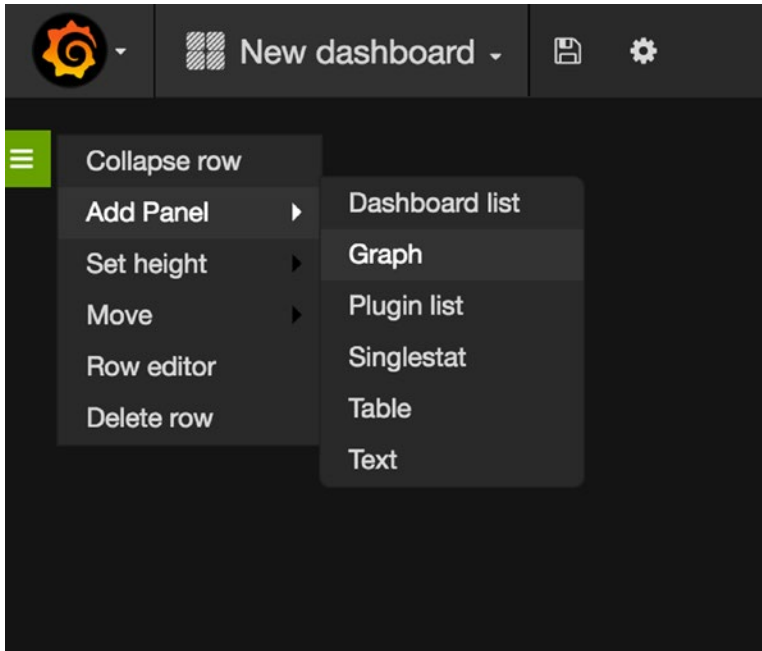 New dashboard
Collapse row
Add Panel
Set height
Move
Row editor
Delete row
Dashboard list
Graph
Plugin list
Singlestat
Table
Text